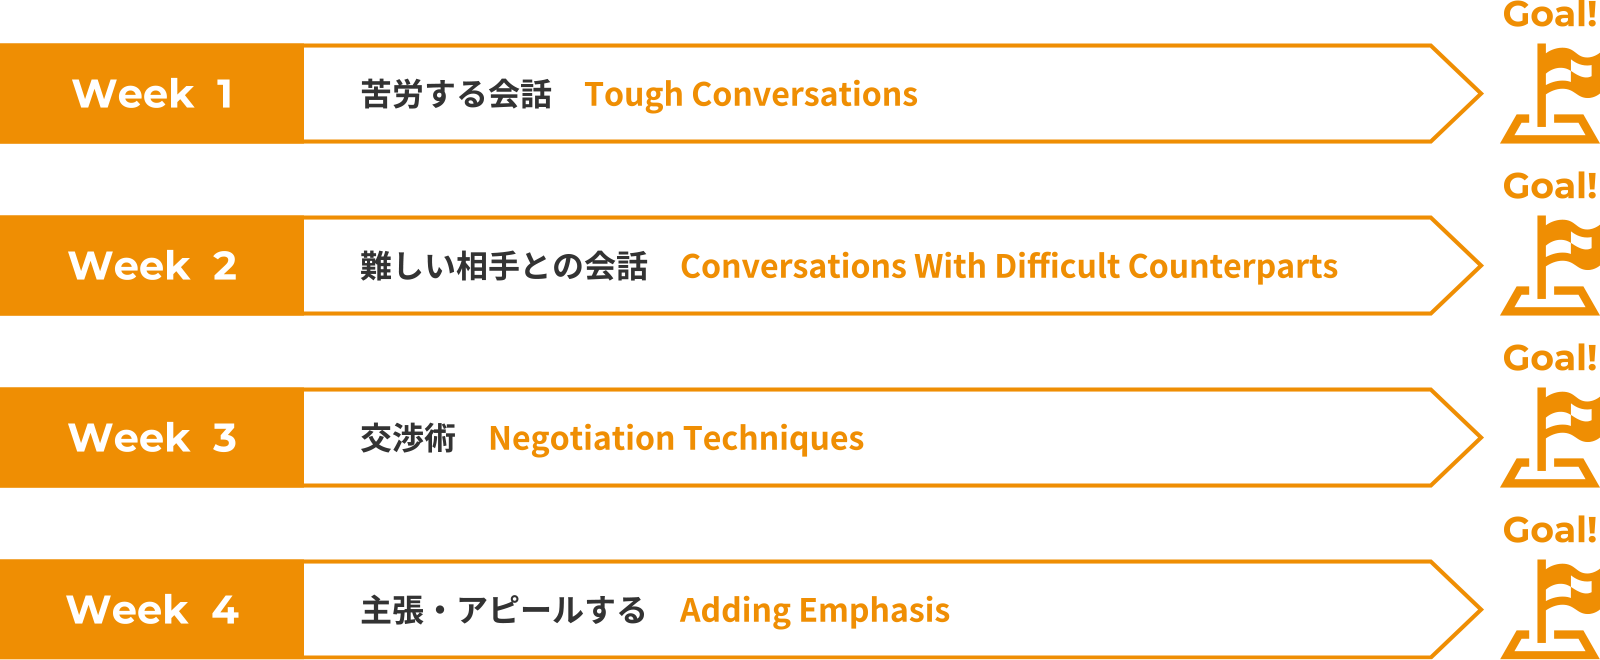 Goal!
Week 1 苦労する会話 Tough Conversations
Goal!
Week 2 難しい相手との会話 Conversations With Difficult Counterparts
Goal!
Week 3 交渉術 Negotiation Techniques
Goal!
Week 4 主張・アピールする Adding Emphasis